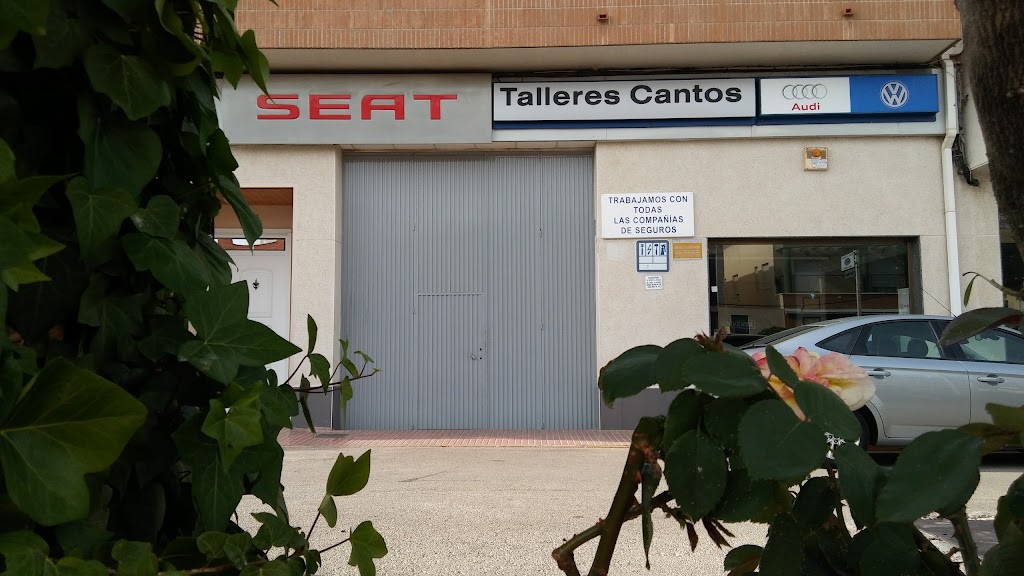 SEAT
Talleres Cantos
Audi
TRABAJAMOS CON
TODAS
LAS COMPAÑIAS
DE SEGUROS